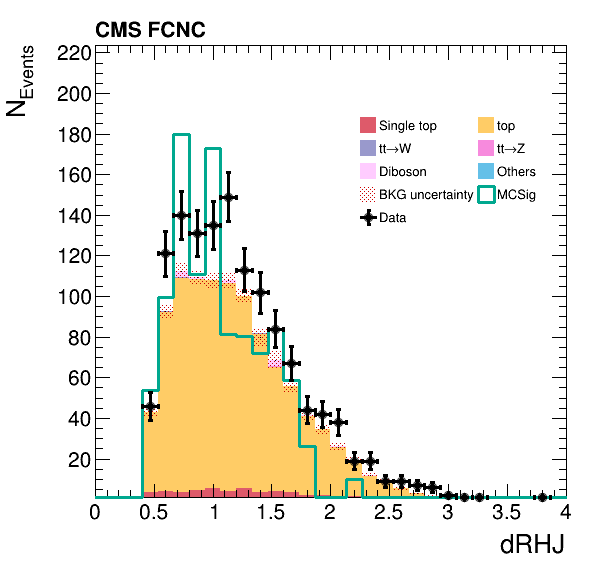 CMS FCNC
N_Events
220
200
180
160
140
120
100
80
60
40
20
Single top
top
tt→W
tt→Z
Diboson
Others
BKG uncertainty
MCSig
Data
0 0.5 1 1.5 2 2.5 3 3.5 4
dRHJ